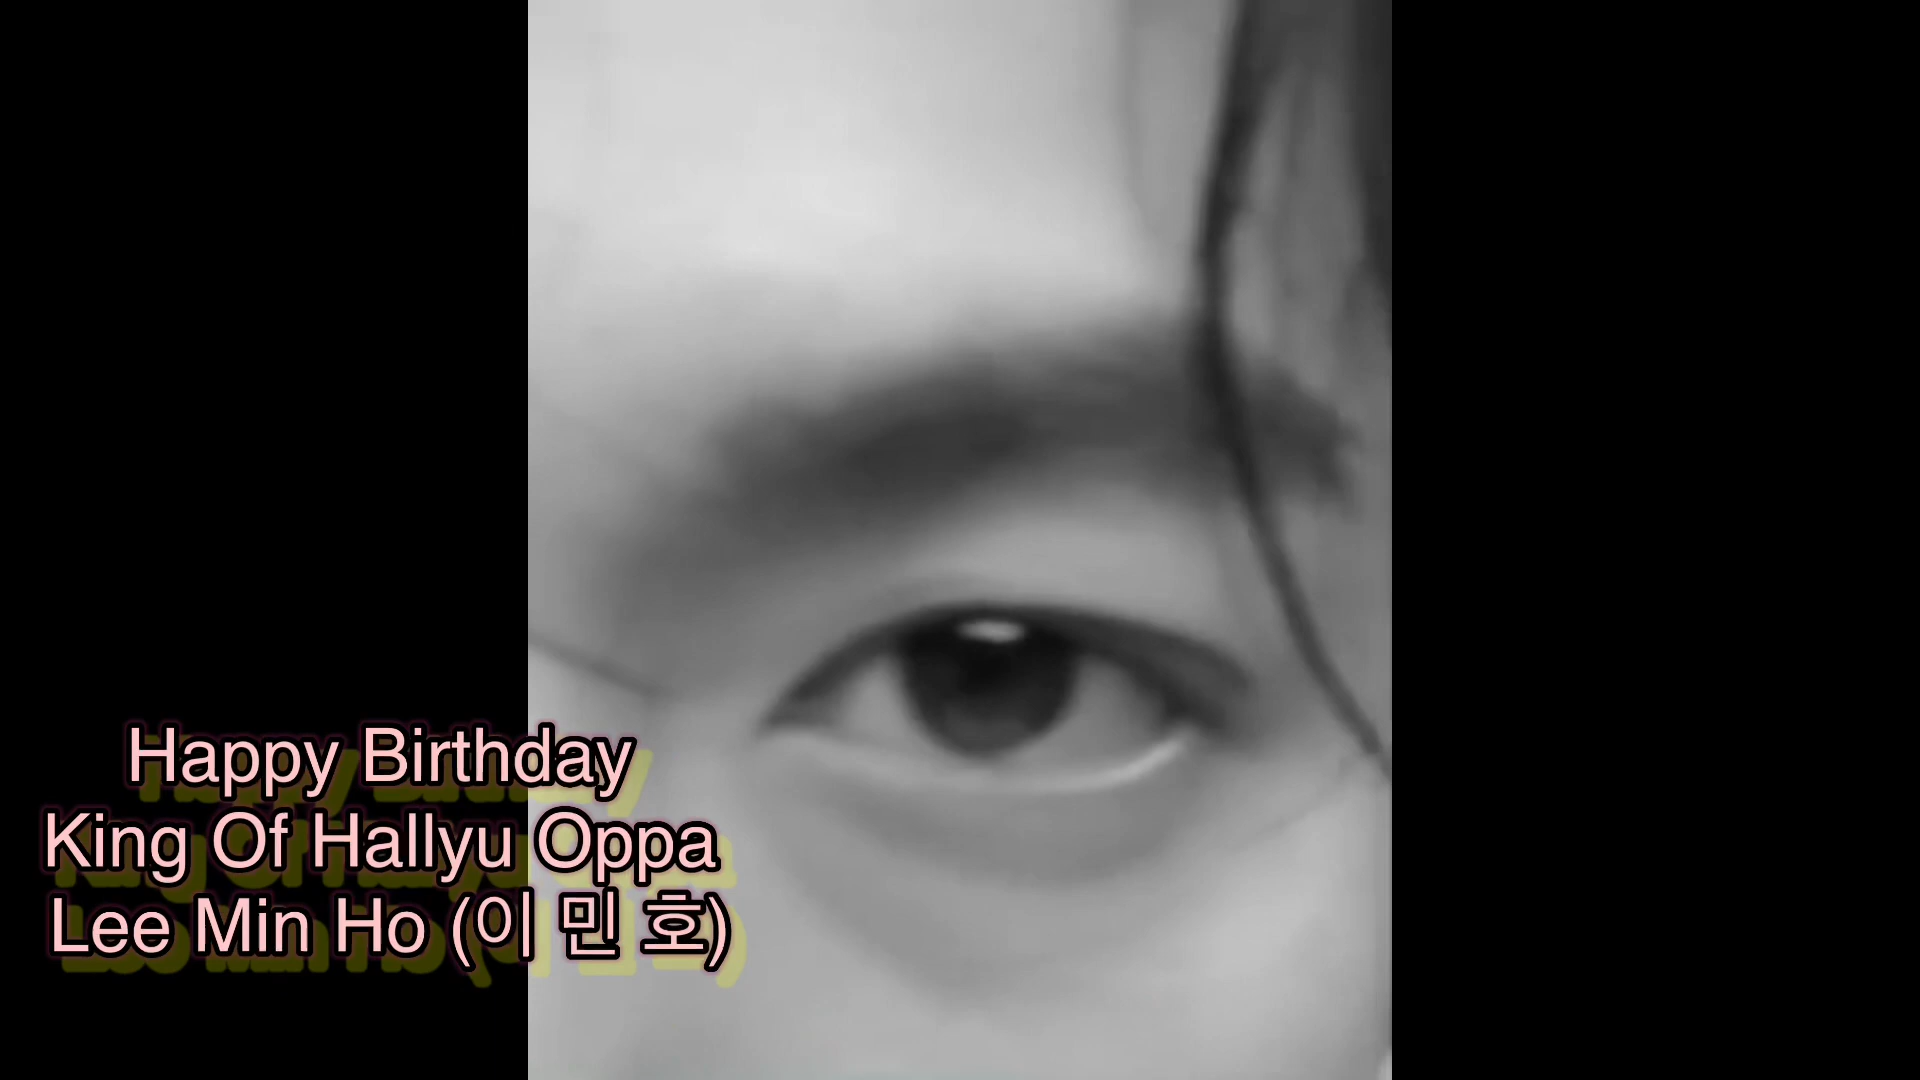 Happy Birthday
King Of Hallyu Oppa
Lee Min Ho (이 민 호)